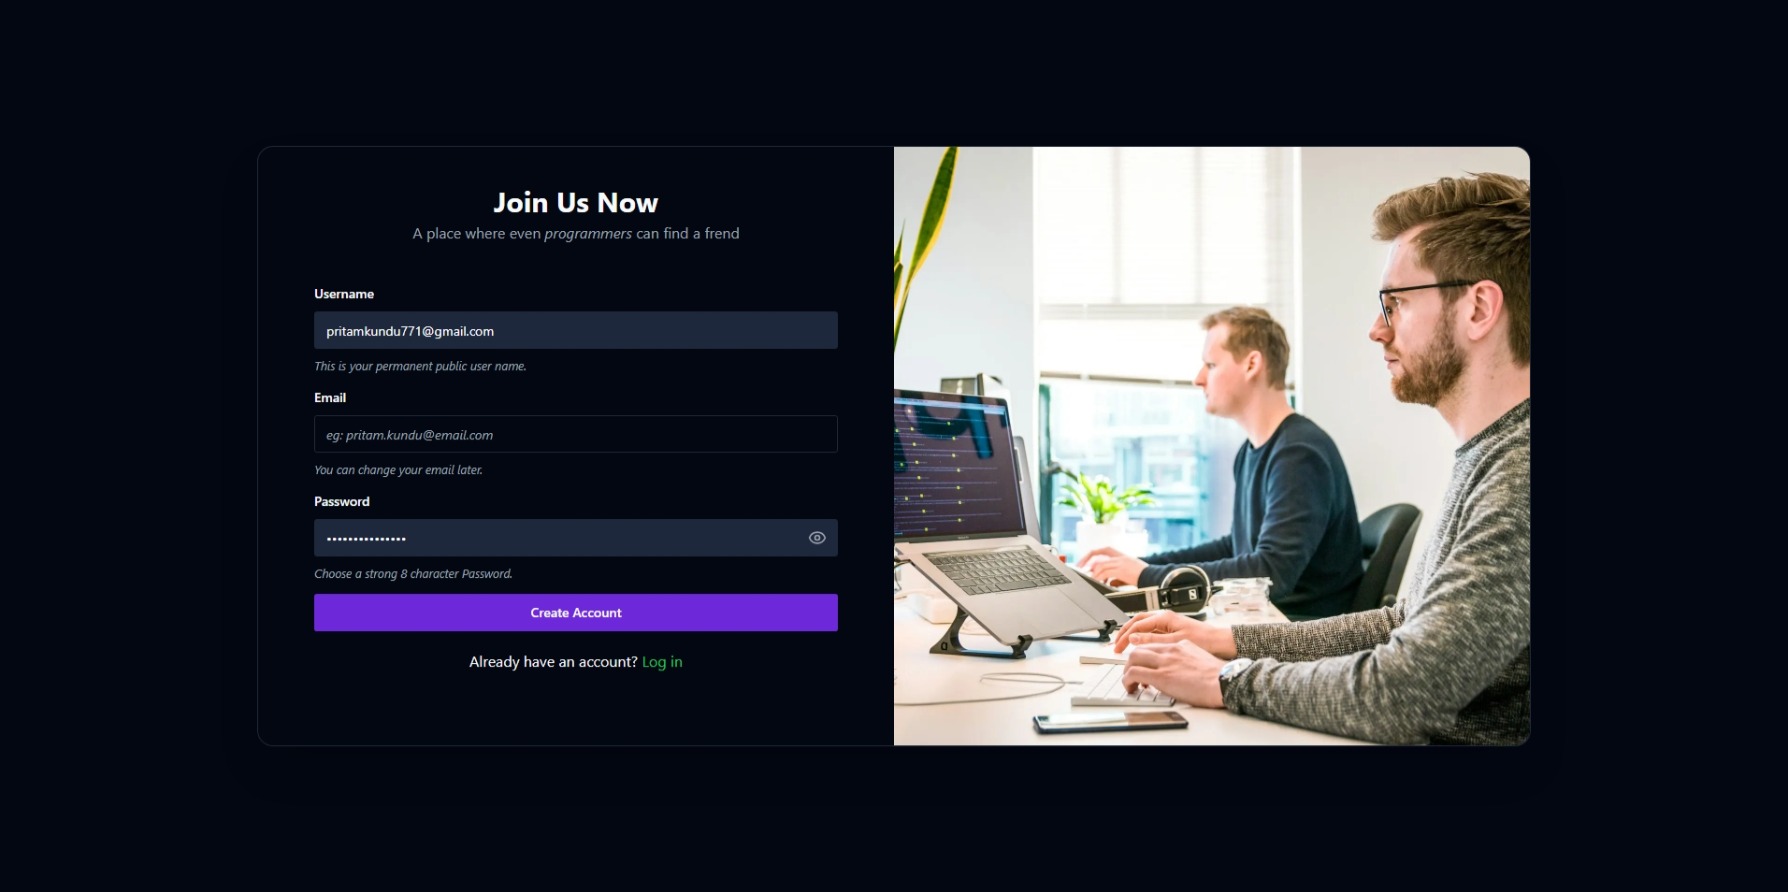 Join Us Now
A place where even programmers can find a frend
Username
pritamkundu771@gmail.com
This is your permanent public user name.
Email
eg: pritam.kundu@email.com
You can change your email later.
Password
•••••••••••••••
Choose a strong 8 character Password.
Create Account
Already have an account? Log in